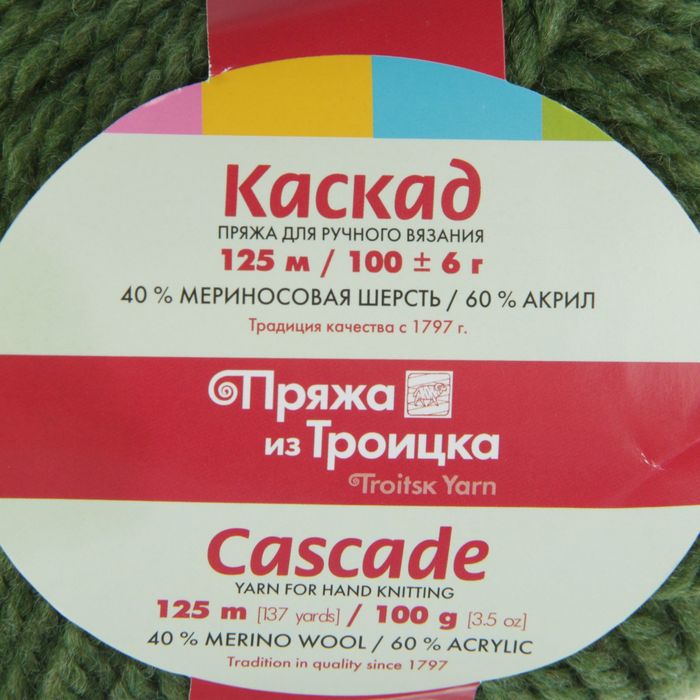 Каскад
ПРЯЖА ДЛЯ РУЧНОГО ВЯЗАНИЯ
125 м / 100 ± 6 г
40 % МЕРИНОСОВАЯ ШЕРСТЬ / 60 % АКРИЛ
Традиция качества с 1797 г.
Пряжа
из Троицка
Troitsk Yarn
Cascade
YARN FOR HAND KNITTING
125 m [137 yards] / 100 g [3.5 oz]
40 % MERINO WOOL / 60 % ACRYLIC
Tradition in quality since 1797